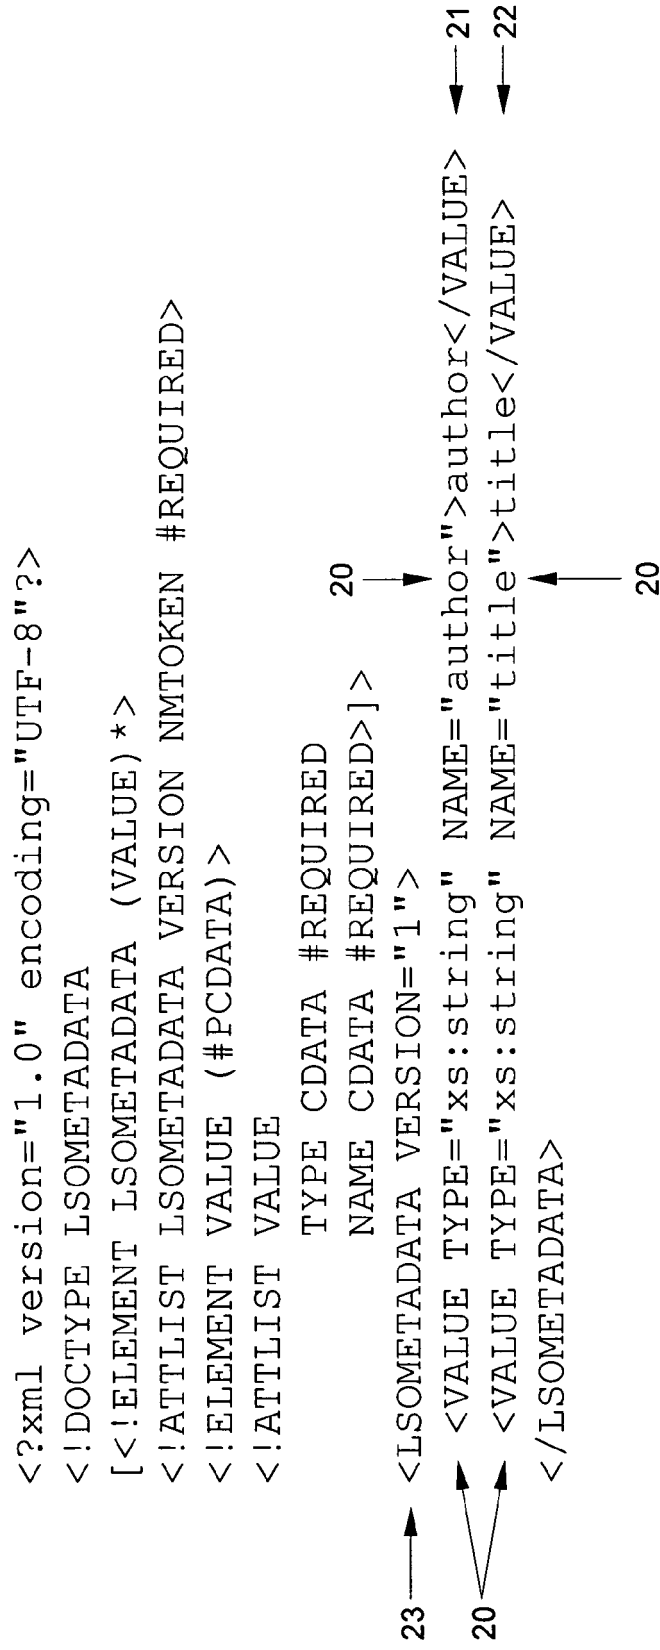 <?xml version="1.0" encoding="UTF-8"?>
<!DOCTYPE LSOMETADATA
[<!ELEMENT LSOMETADATA (VALUE)*>
<!ATTLIST LSOMETADATA VERSION NMTOKEN #REQUIRED>
<!ELEMENT VALUE (#PCDATA)>
<!ATTLIST VALUE
TYPE CDATA #REQUIRED
NAME CDATA #REQUIRED>]>
20
23 <LSOMETADATA VERSION="1">
<VALUE TYPE="xs:string" NAME="author">author</VALUE> 21
20
<VALUE TYPE="xs:string" NAME="title">title</VALUE> 22
</LSOMETADATA>
20